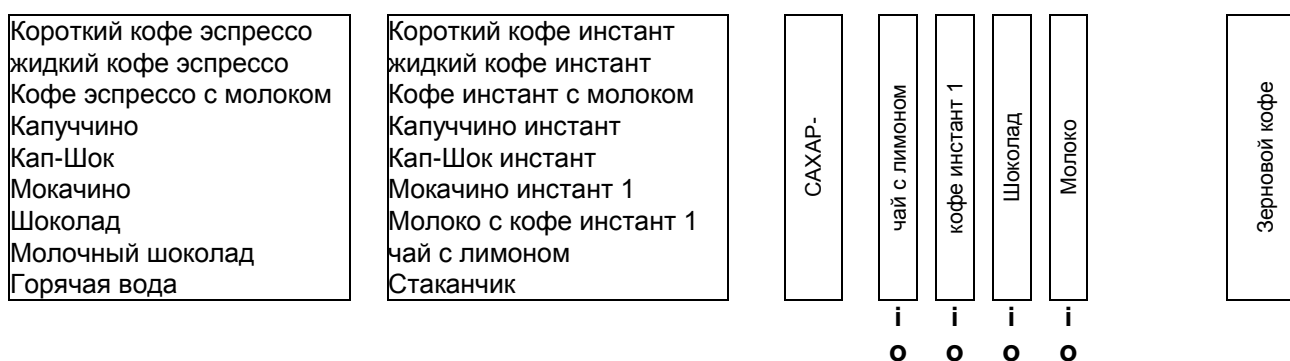 Короткий кофе эспрессо
жидкий кофе эспрессо
Кофе эспрессо с молоком
Капуччино
Кап-Шок
Мокачино
Шоколад
Молочный шоколад
Горячая вода
Короткий кофе инстант
жидкий кофе инстант
Кофе инстант с молоком
Капуччино инстант
Кап-Шок инстант
Мокачино инстант 1
Молоко с кофе инстант 1
чай с лимоном
Стаканчик
САХАР-
чай с лимоном
кофе инстант 1
Шоколад
Молоко
Зерновой кофе
i i i i
o o o o